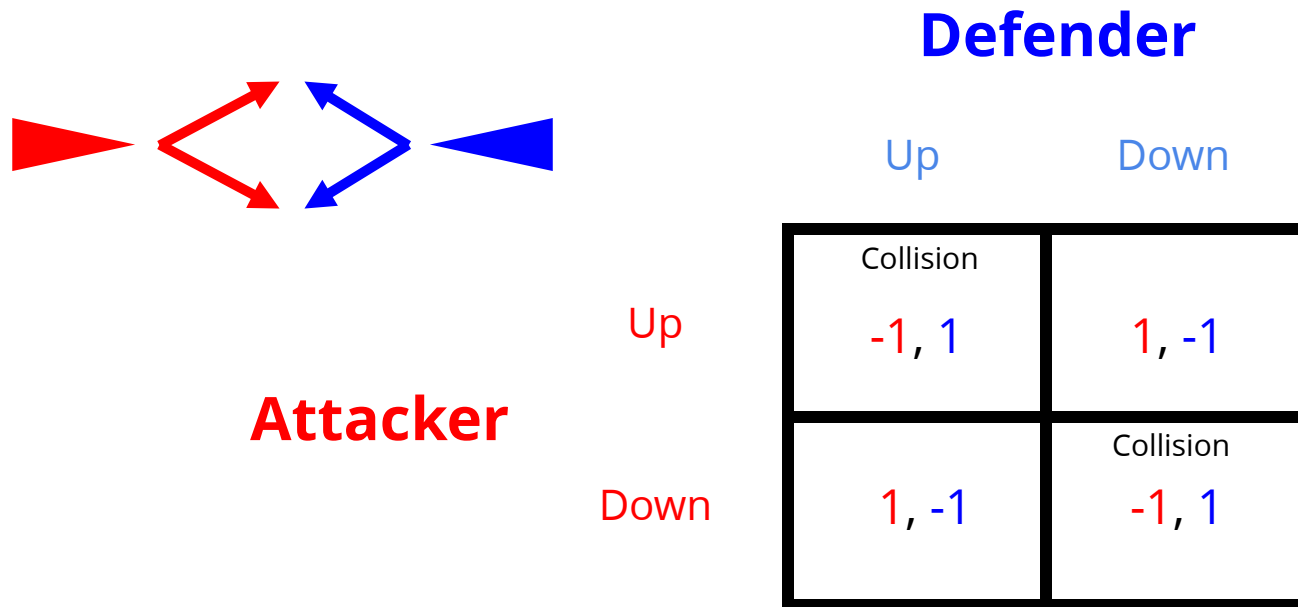 Defender
Up Down
Collision
Up
-1, 1 1, -1
Attacker
Collision
Down
1, -1 -1, 1